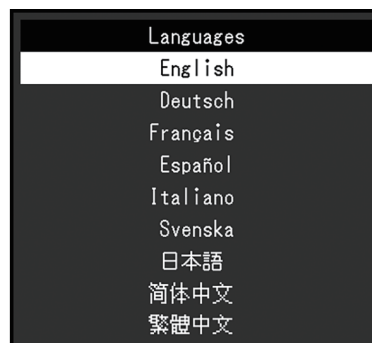 Languages
English
Deutsch
Français
Español
Italiano
Svenska
日本語
简体中文
繁體中文